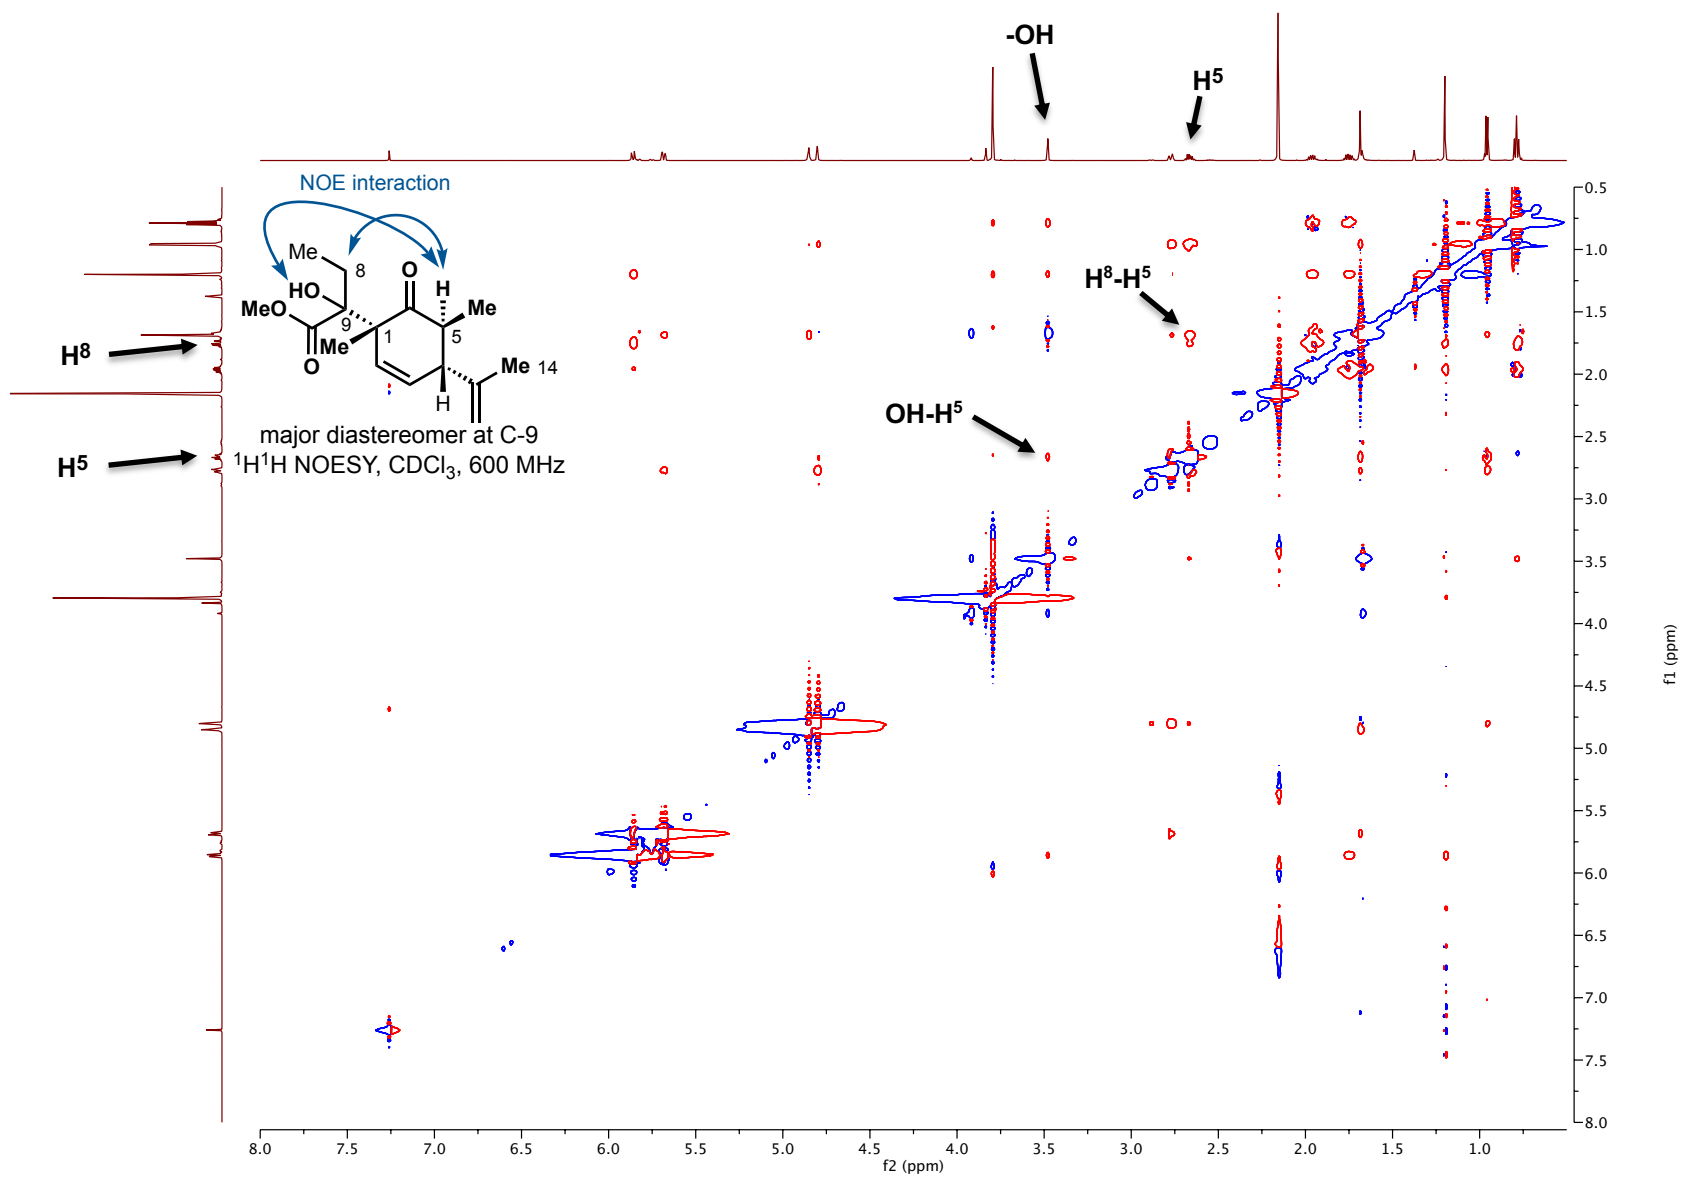 -OH
H⁵
NOE interaction
Me
8
O
H
HO
MeO
9
Me
1
5
Me
O
Me 14
H
major diastereomer at C-9
¹H¹H NOESY, CDCl₃, 600 MHz
H⁸
H⁵
H⁸-H⁵
OH-H⁵
0.5
1.0
1.5
2.0
2.5
3.0
3.5
4.0
4.5
5.0
5.5
6.0
6.5
7.0
7.5
8.0
f1 (ppm)
8.0 7.5 7.0 6.5 6.0 5.5 5.0 4.5 4.0 3.5 3.0 2.5 2.0 1.5 1.0
f2 (ppm)